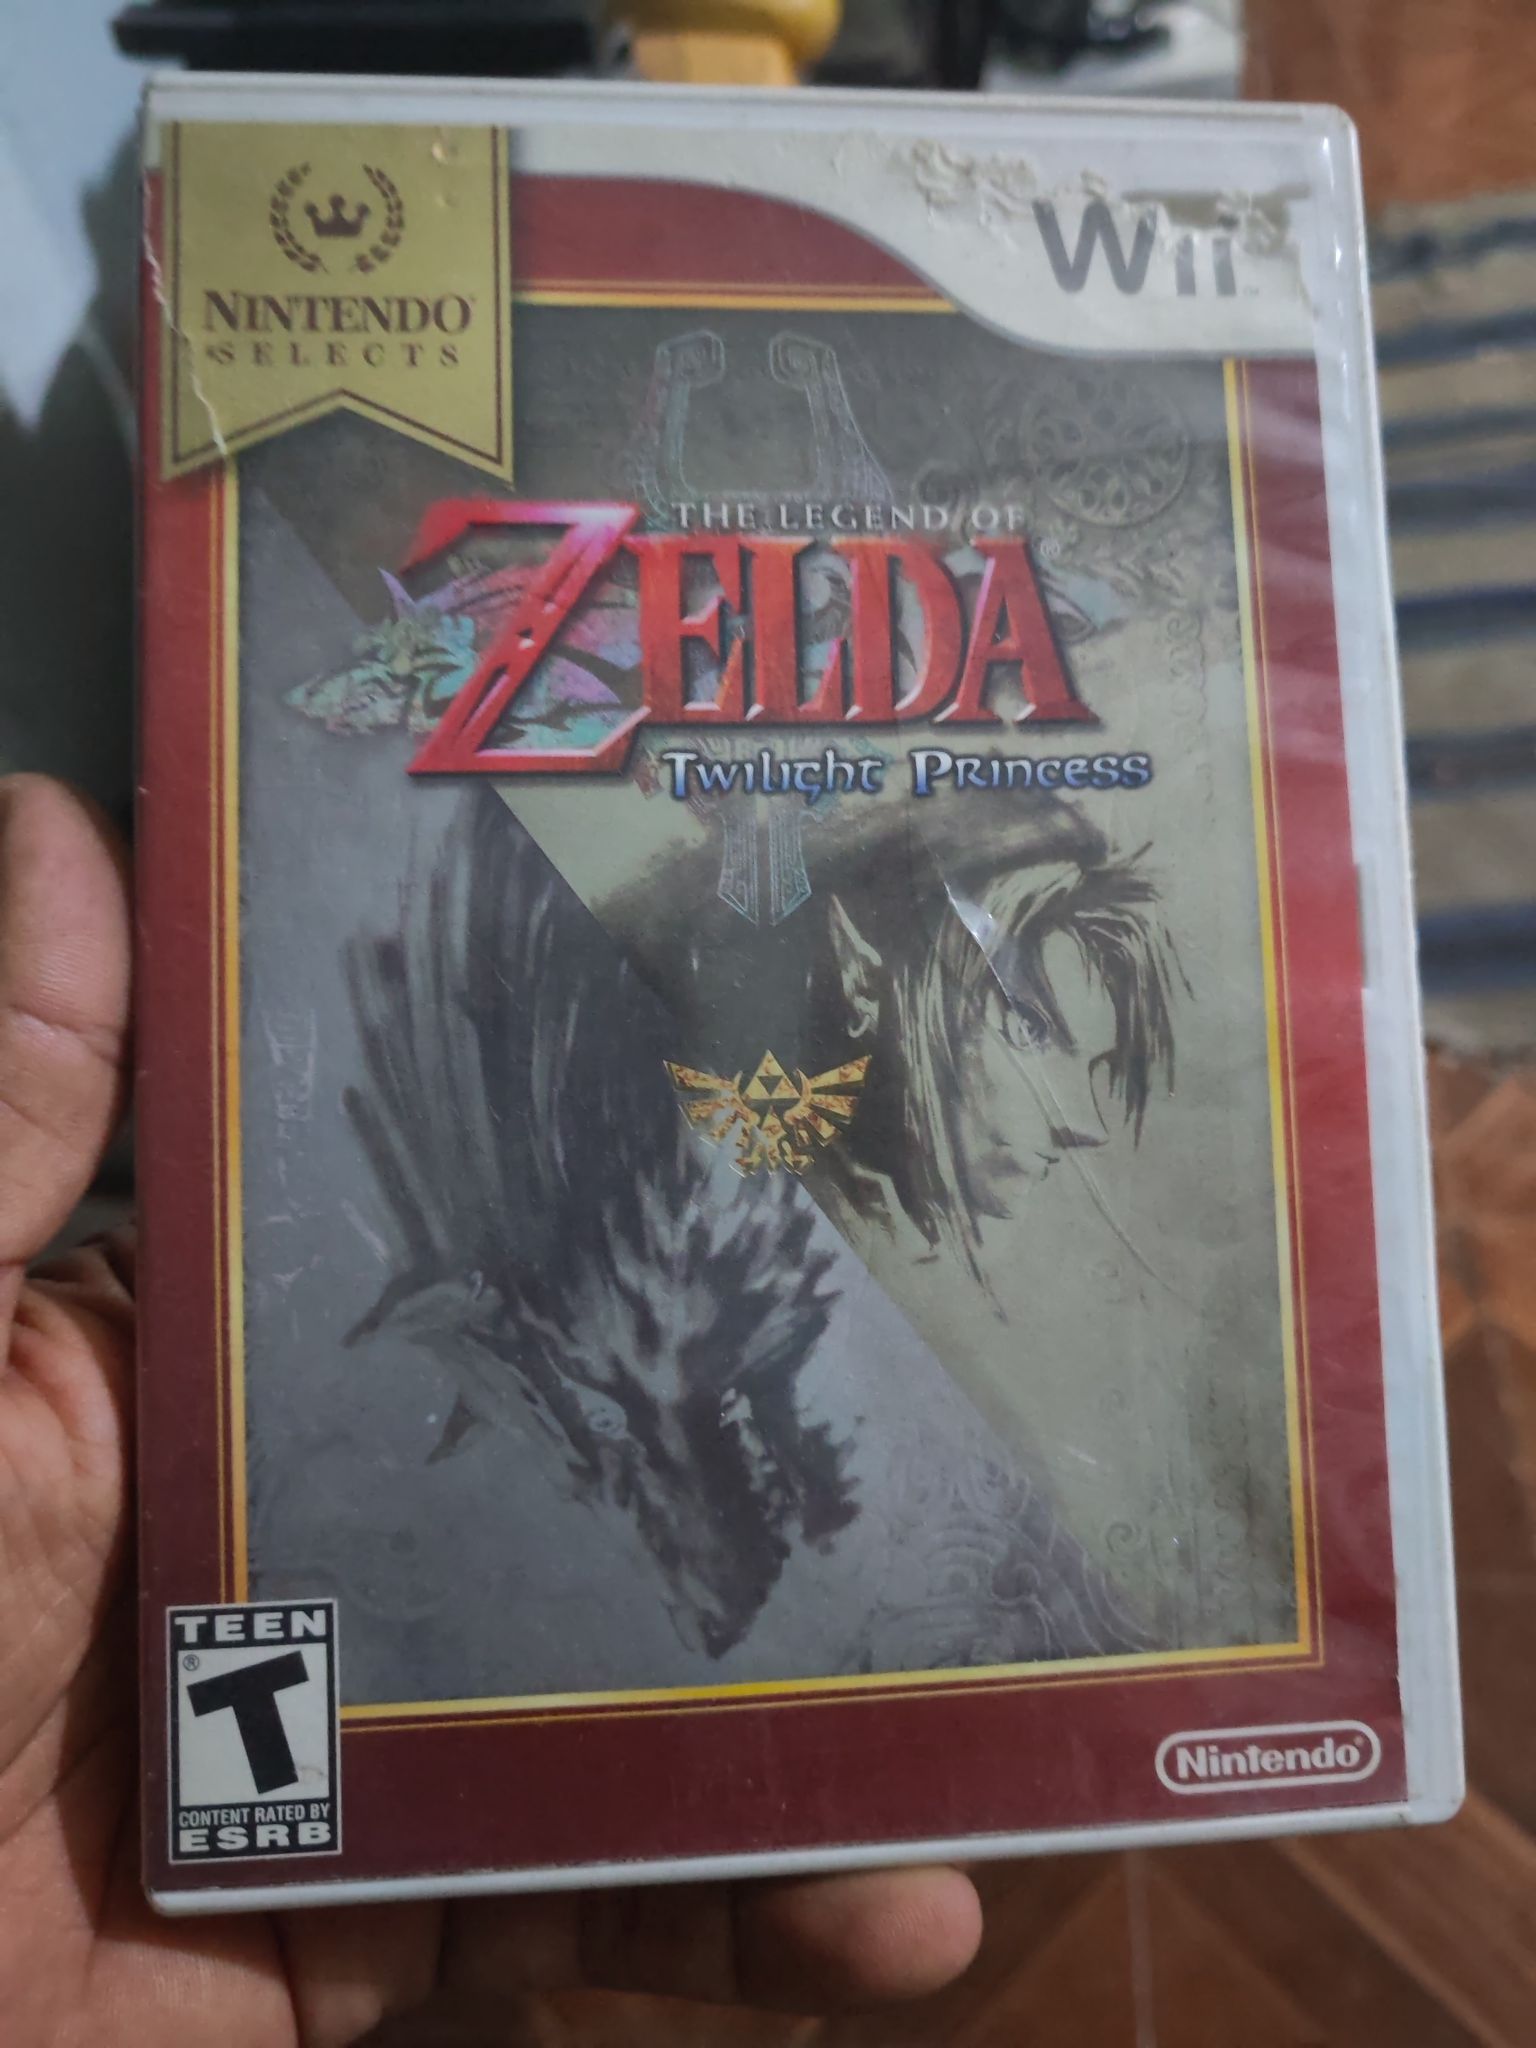 NINTENDO
SELECTS
Wii
THE LEGEND OF
ZELDA®
Twilight Princess
TEEN
®
T
CONTENT RATED BY
ESRB
Nintendo®